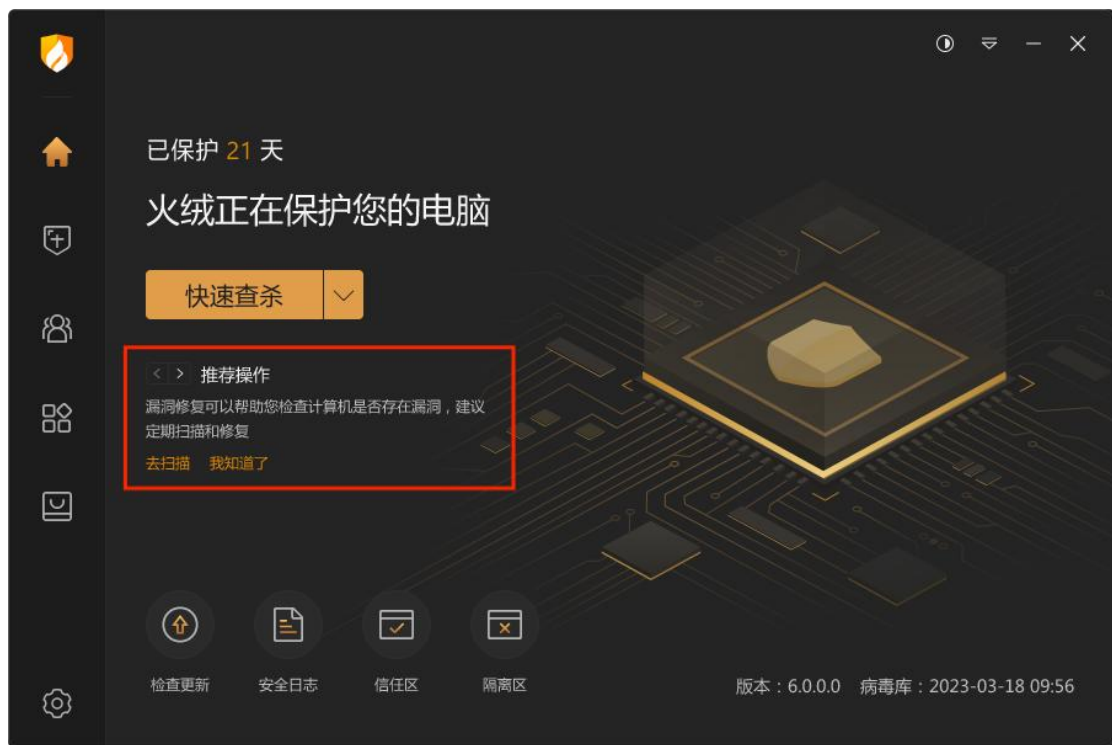 已保护 21 天
火绒正在保护您的电脑
快速查杀
推荐操作
漏洞修复可以帮助您检查计算机是否存在漏洞，建议
定期扫描和修复
去扫描 我知道了
检查更新 安全日志 信任区 隔离区
版本：6.0.0.0 病毒库：2023-03-18 09:56